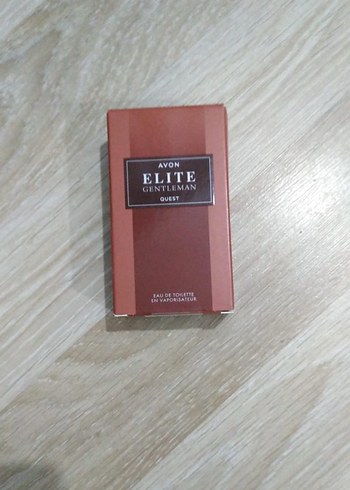 AVON
ELITE
GENTLEMAN
QUEST
EAU DE TOILETTE
EN VAPORISATEUR